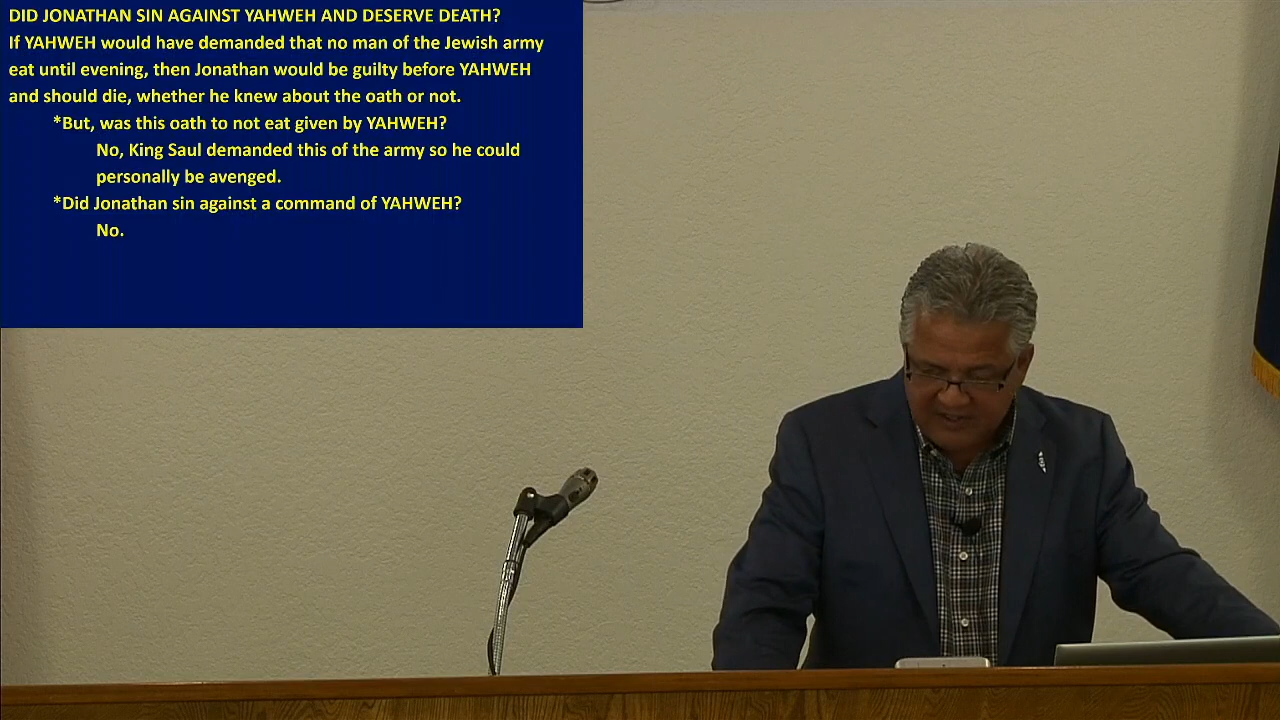 DID JONATHAN SIN AGAINST YAHWEH AND DESERVE DEATH?
If YAHWEH would have demanded that no man of the Jewish army
eat until evening, then Jonathan would be guilty before YAHWEH
and should die, whether he knew about the oath or not.
*But, was this oath to not eat given by YAHWEH?
No, King Saul demanded this of the army so he could
personally be avenged.
*Did Jonathan sin against a command of YAHWEH?
No.